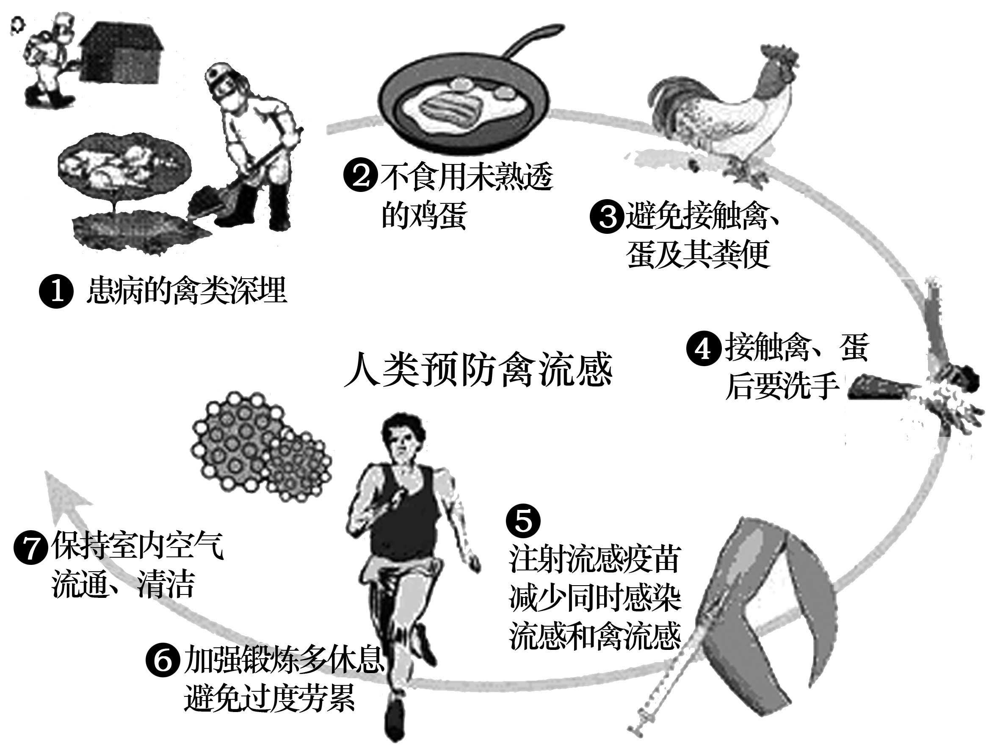 ❶ 患病的禽类深埋
❷不食用未熟透
的鸡蛋
❸避免接触禽、
蛋及其粪便
❹接触禽、蛋
后要洗手
人类预防禽流感
❺
注射流感疫苗
减少同时感染
流感和禽流感
❻加强锻炼多休息
避免过度劳累
❼保持室内空气
流通、清洁